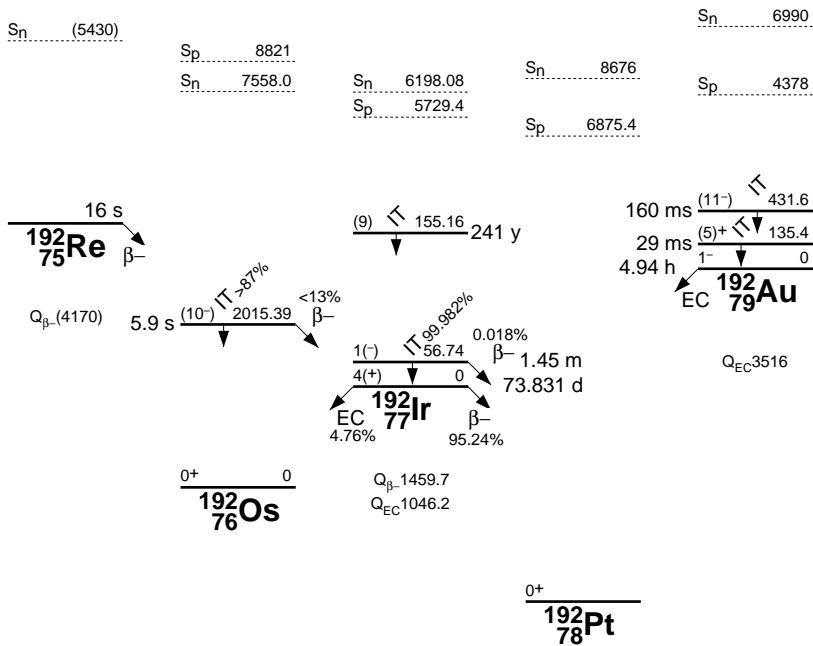 Sn (5430)
16 s
192
75Re
β–
Qβ–(4170)
Sp 8821
Sn 7558.0
IT>87%
<13%
β–
5.9 s
(10–) 2015.39
0+ 0
192
76Os
Sn 6198.08
Sp 5729.4
(9) IT 155.16
241 y
IT99.982%
0.018%
β–
1(–) 56.74
1.45 m
4(+) 0
73.831 d
192
77Ir
EC
4.76%
β–
95.24%
Qβ–1459.7
QEC1046.2
Sn 8676
Sp 6875.4
0+
192
78Pt
Sn 6990
Sp 4378
160 ms
(11–) IT 431.6
29 ms
(5)+ IT 135.4
4.94 h
1– 0
192
79Au
EC
QEC3516